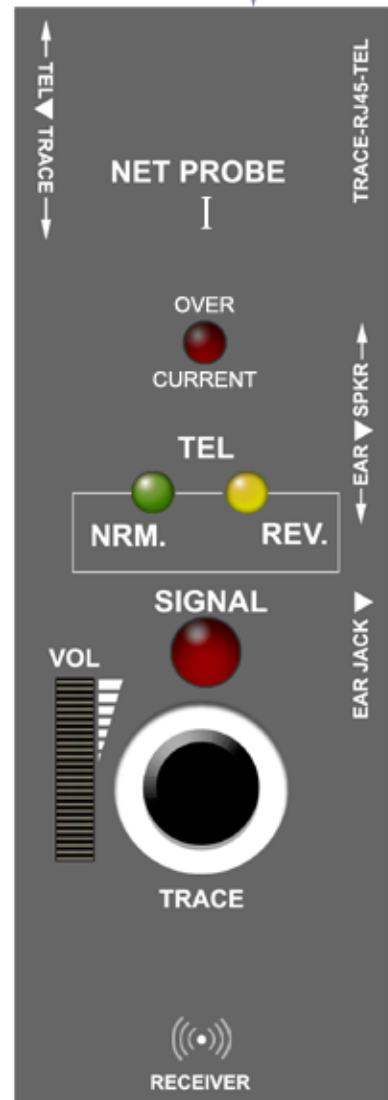 TEL TRACE
TRACE-RJ45-TEL
NET PROBE
I
OVER
CURRENT
EAR SPKR
TEL
NRM. REV.
SIGNAL
EAR JACK
VOL
TRACE
RECEIVER